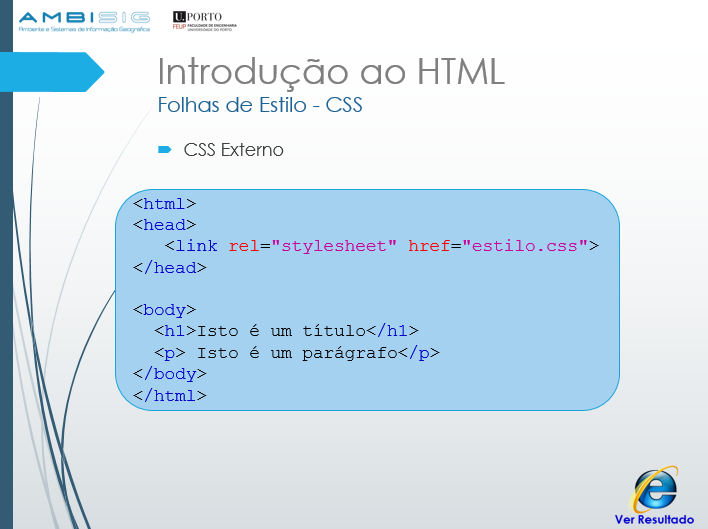 AMBISIG
Ambiente e Sistemas de Informação Geográfica
U.PORTO
FEUP FACULDADE DE ENGENHARIA
UNIVERSIDADE DO PORTO
Introdução ao HTML
Folhas de Estilo - CSS
CSS Externo
<html>
<head>
<link rel="stylesheet" href="estilo.css">
</head>
<body>
<h1>Isto é um título</h1>
<p> Isto é um parágrafo</p>
</body>
</html>
Ver Resultado